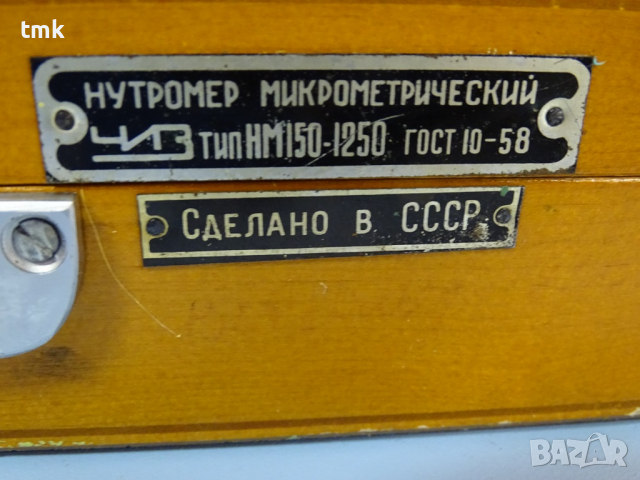 tmk
НУТРОМЕР МИКРОМЕТРИЧЕСКИЙ
ЧИЗ ТИП НМ150-1250 ГОСТ 10-58
СДЕЛАНО В СССР
BAZAR